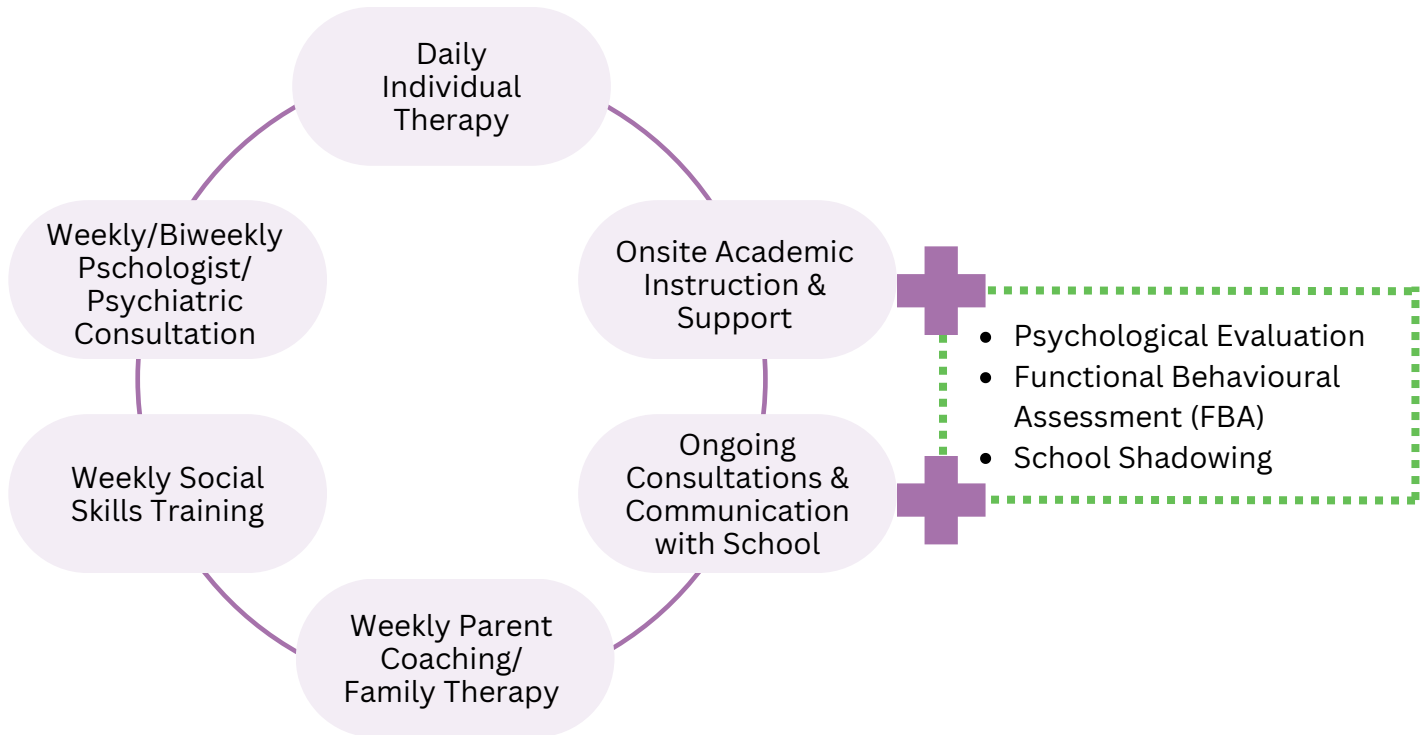 Daily
Individual
Therapy
Weekly/Biweekly
Pschologist/
Psychiatric
Consultation
Onsite Academic
Instruction &
Support
• Psychological Evaluation
• Functional Behavioural
Assessment (FBA)
• School Shadowing
Weekly Social
Skills Training
Ongoing
Consultations &
Communication
with School
Weekly Parent
Coaching/
Family Therapy